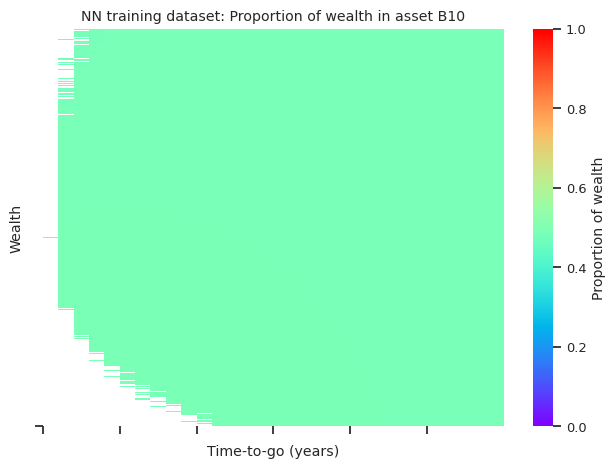 NN training dataset: Proportion of wealth in asset B10
Wealth
Time-to-go (years)
1.0
0.8
0.6
0.4
0.2
0.0
Proportion of wealth